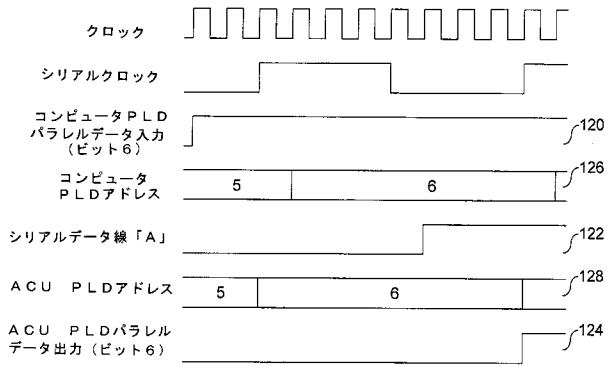 クロック
シリアルクロック
コンピュータPLD
パラレルデータ入力
(ビット6)
120
コンピュータ
PLDアドレス
5
6
126
シリアルデータ線「A」
122
ACU PLDアドレス
5
6
128
ACU PLDパラレル
データ出力(ビット6)
124